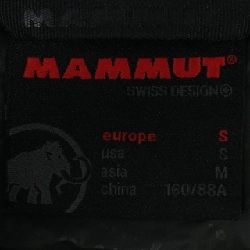 MAMMUT®
SWISS DESIGN
europe S
usa S
asia M
china 160/88A